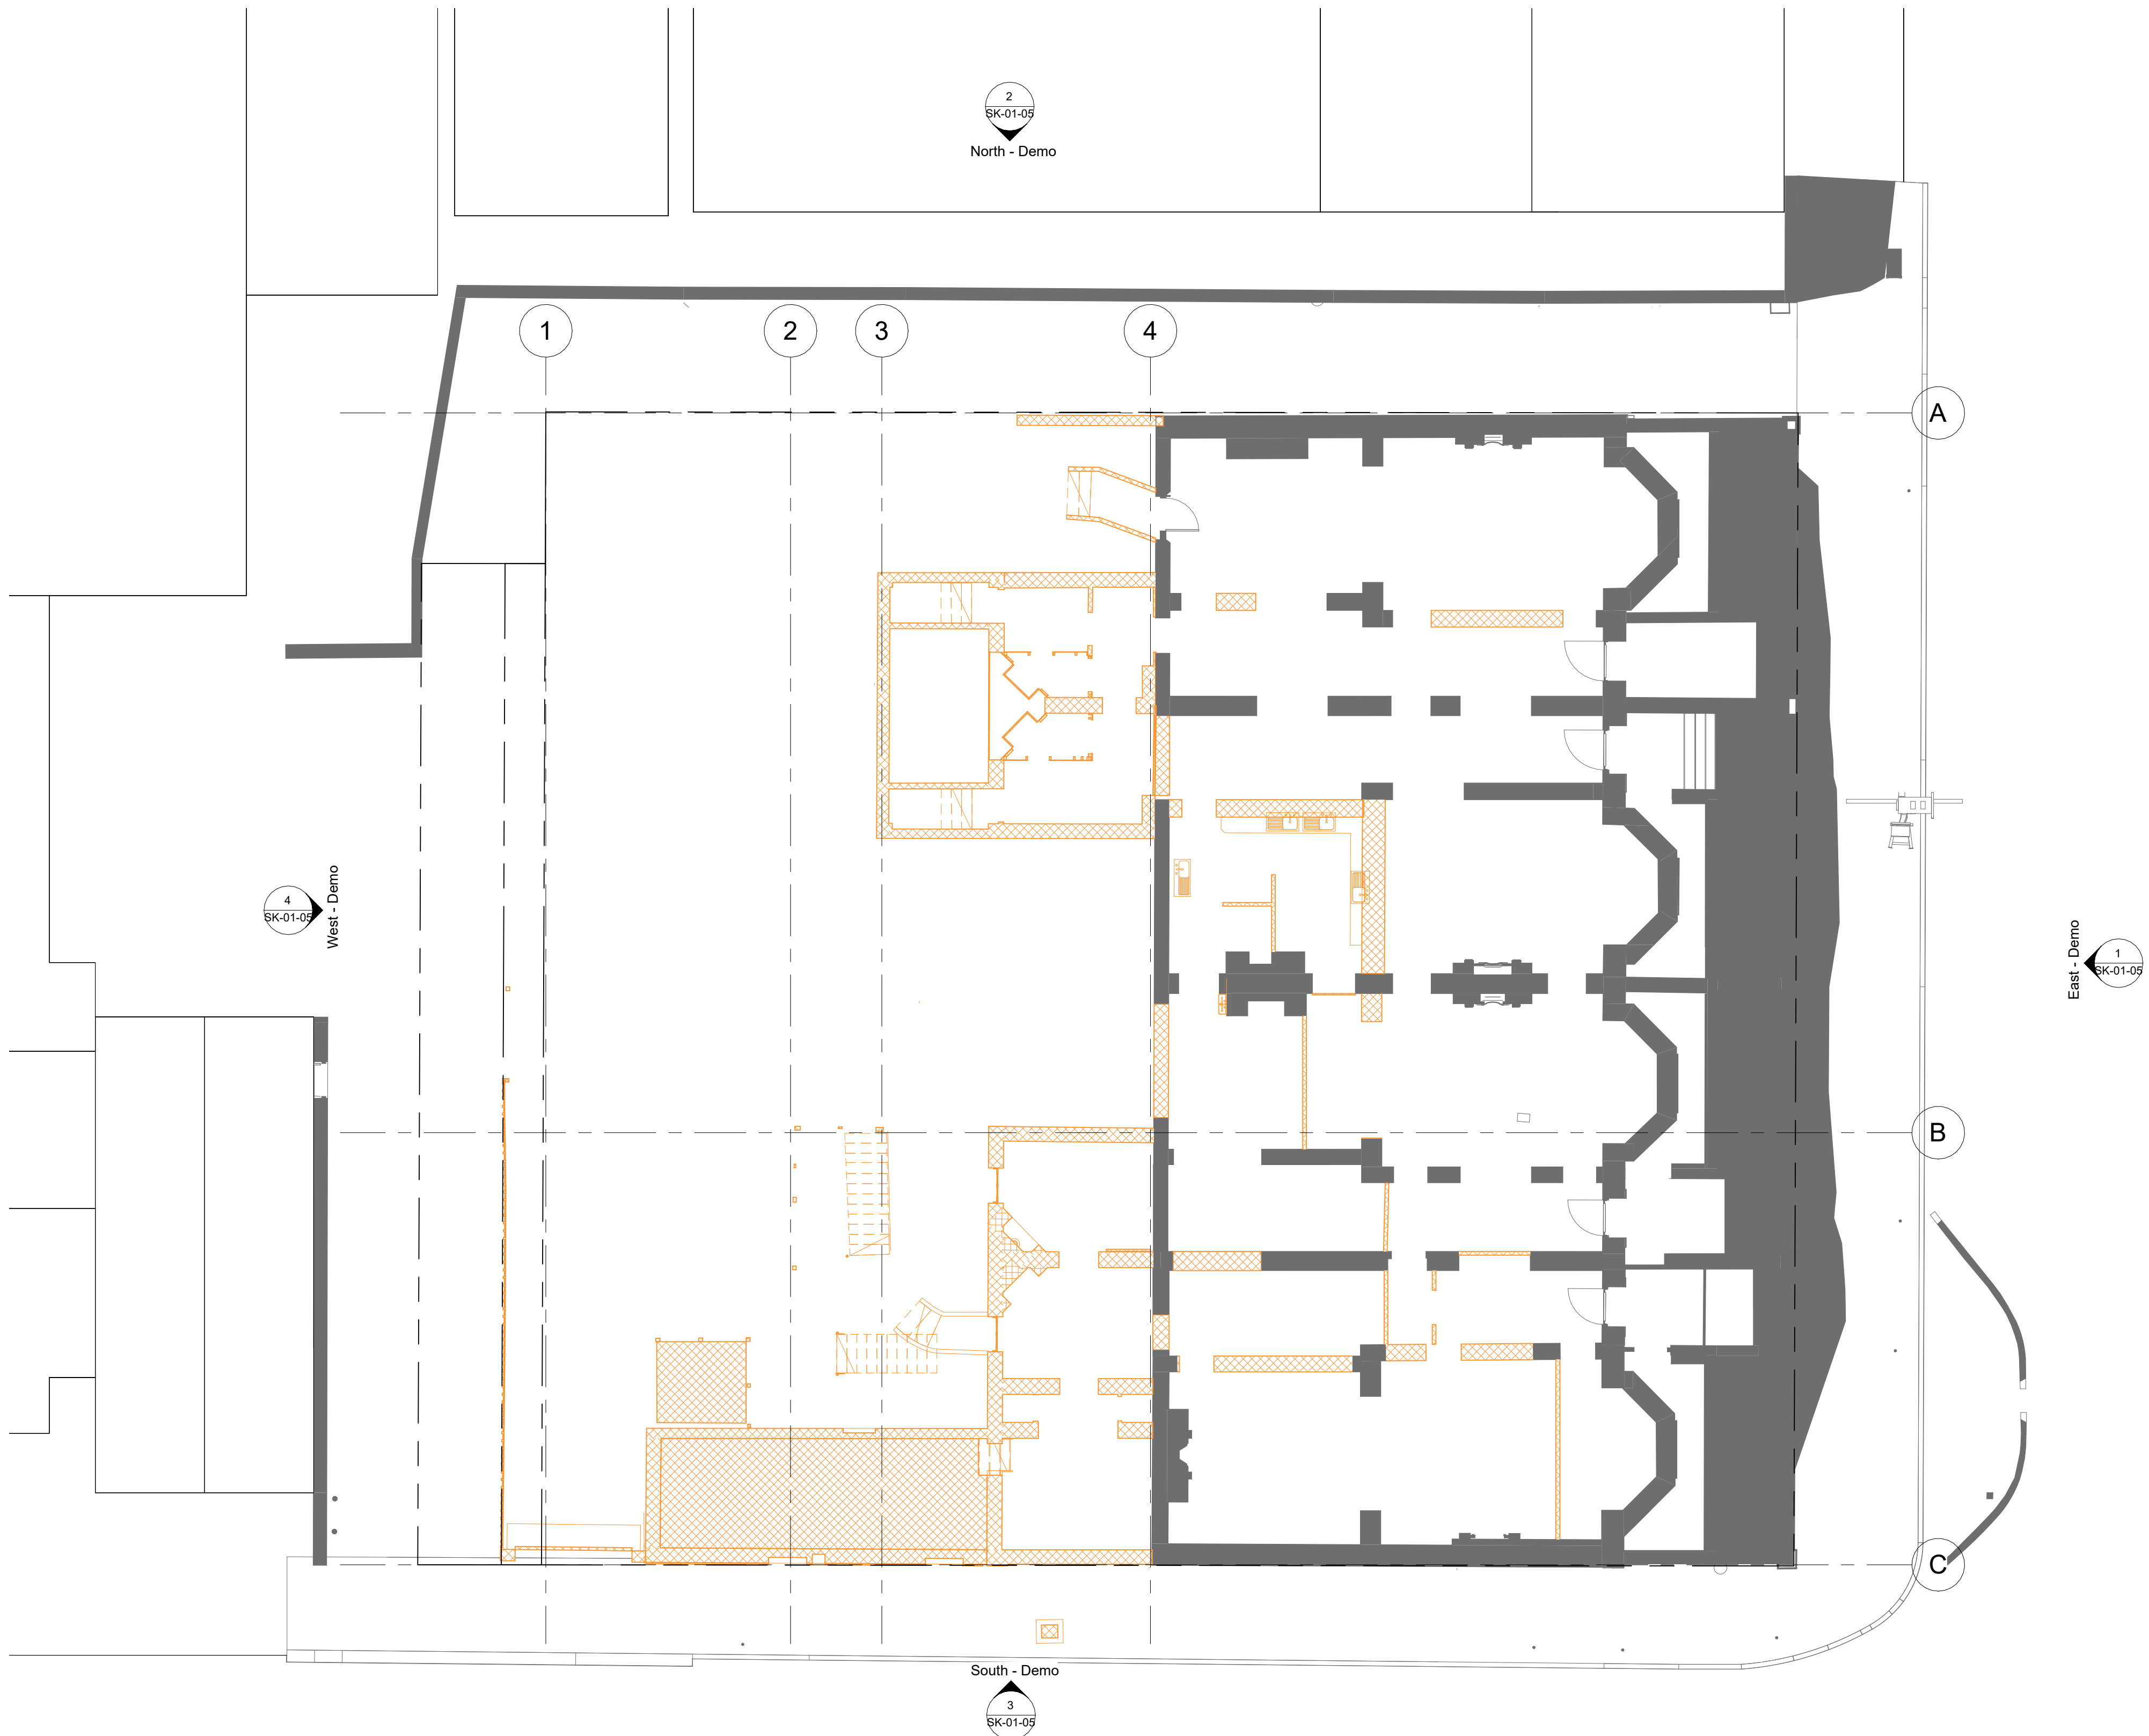 2
SK-01-05
North - Demo
1
2
3
4
A
4
SK-01-05
West - Demo
East - Demo
1
SK-01-05
B
C
South - Demo
3
SK-01-05